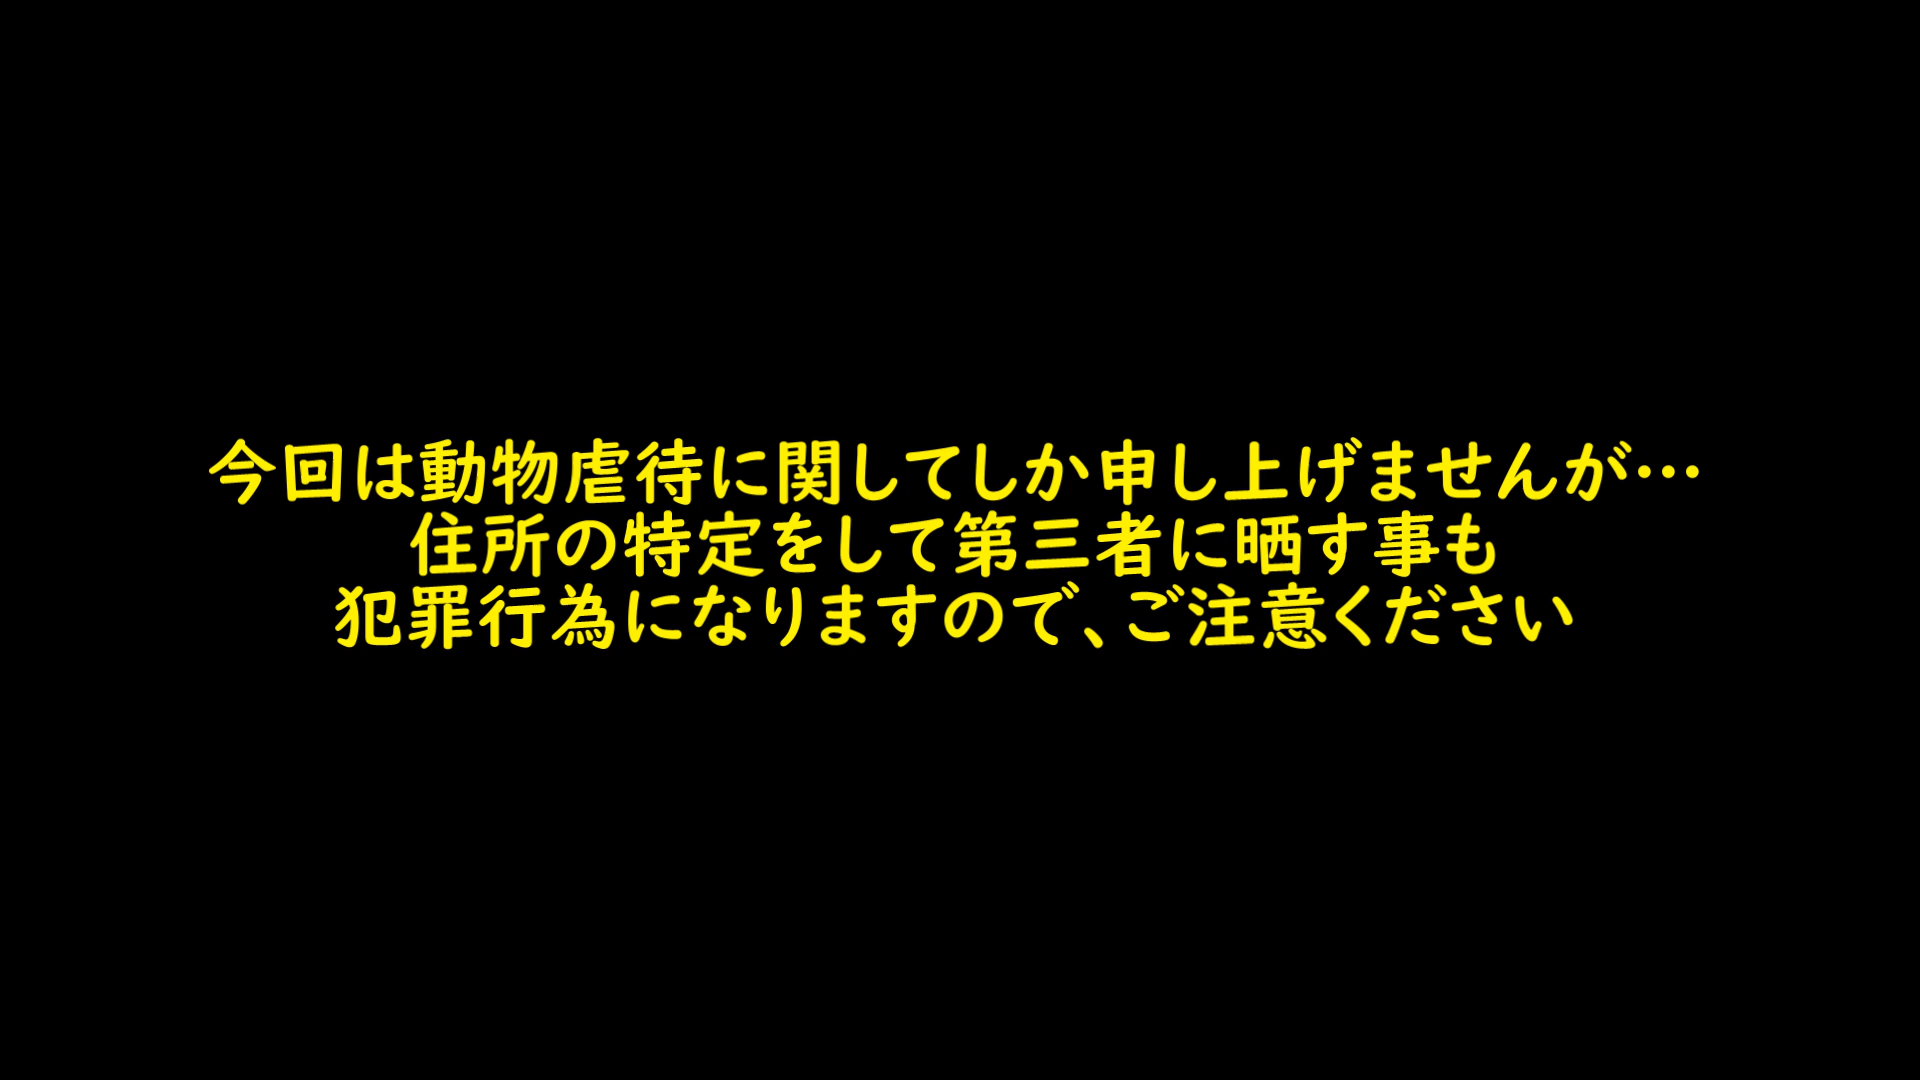 今回は動物虐待に関してしか申し上げませんが…
住所の特定をして第三者に晒す事も
犯罪行為になりますので、ご注意ください